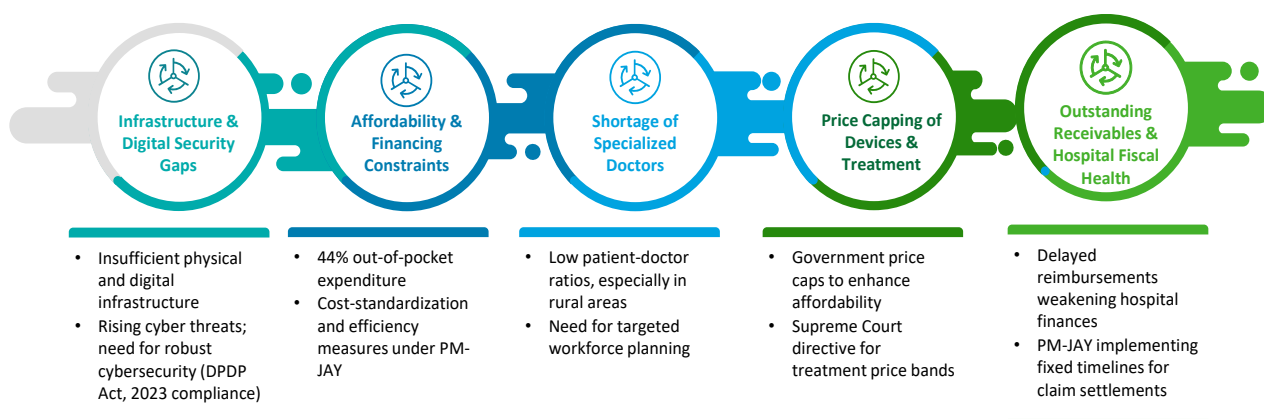 Infrastructure &
Digital Security
Gaps
Affordability &
Financing
Constraints
Shortage of
Specialized
Doctors
Price Capping of
Devices &
Treatment
Outstanding
Receivables &
Hospital Fiscal
Health
• Insufficient physical
and digital
infrastructure
• Rising cyber threats;
need for robust
cybersecurity (DPDP
Act, 2023 compliance)
• 44% out-of-pocket
expenditure
• Cost-standardization
and efficiency
measures under PM-
JAY
• Low patient-doctor
ratios, especially in
rural areas
• Need for targeted
workforce planning
• Government price
caps to enhance
affordability
• Supreme Court
directive for
treatment price bands
• Delayed
reimbursements
weakening hospital
finances
• PM-JAY implementing
fixed timelines for
claim settlements